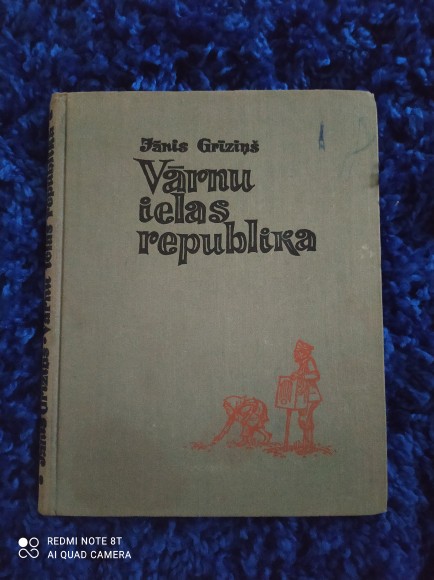 Jānis Grīziņš
Vārnu
ielas
republika
Jānis Grīziņš • Vārnu ielas republika
REDMI NOTE 8T
AI QUAD CAMERA